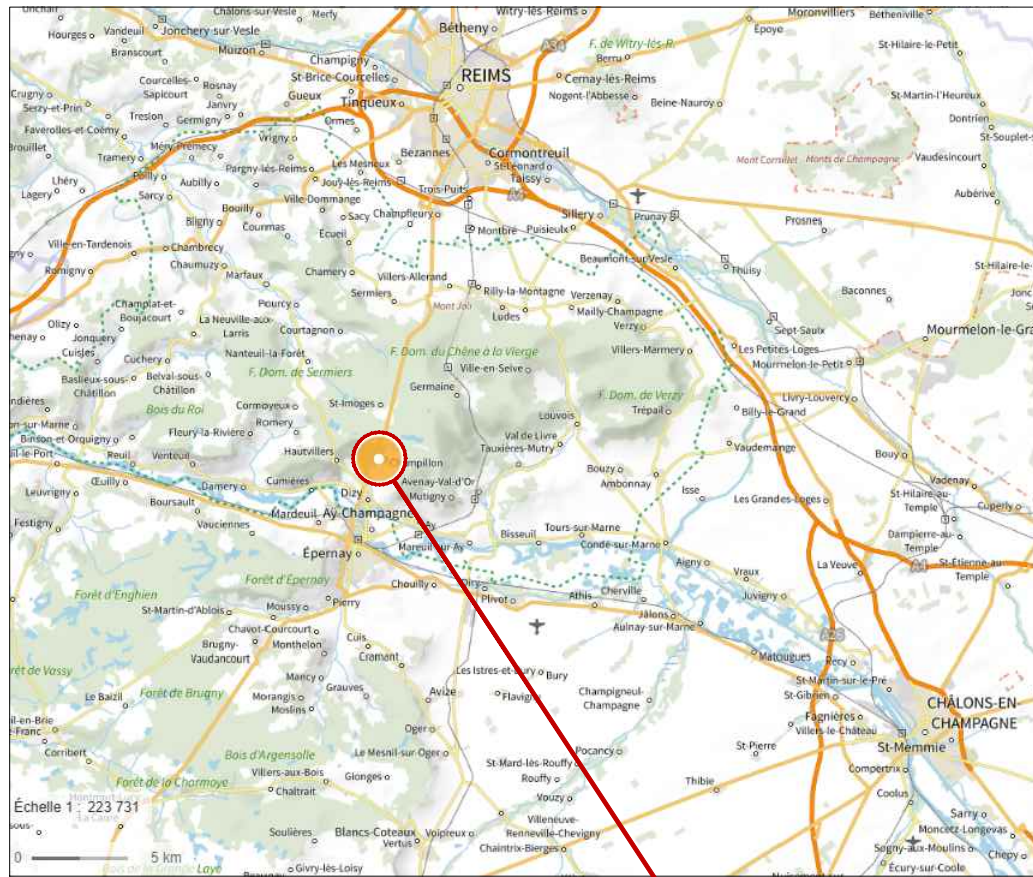 Vandeuil
Jonchery-sur-Vesle
Châlons-sur-Vesle
Merfy
Hourges
Branscourt
Muizon
Champigny
Bétheny
Witry-lès-Reims
F. de Witry-lès-R.
Berru
Epoye
Moronvilliers
Bétheniville
St-Hilaire-le-Petit
A34
REIMS
Cernay-lès-Reims
Nogent-l'Abbesse
Beine-Nauroy
St-Martin-l'Heureux
Dontrien
St-Souplet-s
Courcelles-
Sapicourt
Rosnay
Janvry
Gueux
St-Brice-Courcelles
Tinqueux
Crugny
Serzy-et-Prin
Treslon
Germigny
Ormes
Faverolles-et-Coëmy
Vrigny
Brouillet
Tramery
Méry-Prémecy
Bezannes
Cormontreuil
St-Léonard
Taissy
Mont Cornillet
Monts de Champagne
Vaudesincourt
Aubérive
Lhéry
Lagery
Poilly
Sarcy
Aubilly
Pargny-lès-Reims
Les Mesneux
Jouy-lès-Reims
Ville-Dommange
Trois-Puits
A4
Bouilly
Bligny
Courmas
Sacy
Écueil
Champfleury
Montbré
Puisieulx
Sillery
Prunay
Prosnes
Ville-en-Tardenois
Chambrecy
Romigny
Chaumuzy
Marfaux
Chamery
Villers-Allerand
Beaumont-sur-Vesle
Thuisy
St-Hilaire-le-
Sermiers
Rilly-la-Montagne
Verzenay
Baconnes
Mont Joli
Ludes
Mailly-Champagne
Verzy
Champlat-et-
Boujacourt
Pourcy
La Neuville-aux-
Larris
Courtagnon
Olizy
Jonquery
Cuisles
Cuchery
Nanteuil-la-Forêt
F. Dom. du Chêne à la Vierge
Ville-en-Selve
Villers-Marmery
Sept-Saulx
Les Petites-Loges
Mourmelon-le-Petit
Mourmelon-le-Gra
Baslieux-sous-
Châtillon
Belval-sous-
Châtillon
F. Dom. de Sermiers
Germaine
F. Dom. de Verzy
Trépail
Billy-le-Grand
Livry-Louvercy
Bois du Roi
Cormoyeux
St-Imoges
Louvois
Romery
Binson-et-Orquigny
Fleury-la-Rivière
Val de Livre
Tauxières-Mutry
Vaudemange
Bouy
Reuil
Venteuil
Hautvillers
Bouzy
Ambonnay
Vadenay
Œuilly
Damery
Cumières
Avenay-Val-d'Or
Mutigny
Dizy
Isse
Les Grandes-Loges
St-Hilaire-au-
Temple
Cuperly
Leuvrigny
Boursault
Festigny
Vauciennes
Mardeuil
Aÿ-Champagne
Ay
Mareuil-sur-Ay
Bisseuil
Tours-sur-Marne
Condé-sur-Marne
Dampierre-au-
Temple
St-Étienne-au-
Temple
Épernay
Aigny
Vraux
La Veuve
A4
Forêt d'Épernay
Chouilly
Oiry
Plivot
Athis
Cherville
Juvigny
Forêt d'Enghien
St-Martin-d'Ablois
Moussy
Pierry
Jâlons
Aulnay-sur-Marne
A26
Chavot-Courcourt
Monthelon
Brugny-
Vaudancourt
Cuis
Cramant
Matougues
Recy
St-Martin-sur-le-Pré
St-Gibrien
Mancy
Les Istres-et-Bury
Bury
Le Baizil
Forêt de Brugny
Morangis
Moslins
Grauves
Avize
Flavigny
Champigneul-
Champagne
Fagnières
Villers-le-Château
CHÂLONS-EN-
CHAMPAGNE
St-Memmie
Corribert
Oger
Bois d'Argensolle
Le Mesnil-sur-Oger
Pocancy
St-Pierre
Compertrix
Forêt de la Charmoye
Villers-aux-Bois
Chaltrait
Gionges
St-Mard-lès-Rouffy
Rouffy
Thibie
Coolus
Échelle 1 : 223 731
Vouzy
Sarry
Moncetz-Longevas
Soulières
Blancs-Coteaux
Vertus
Voipreux
Villeneuve-
Renneville-Chevigny
Chaintrix-Bierges
Sogny-aux-Moulins
Chepy
Écury-sur-Coole
0
5 km
Givry-lès-Loisy